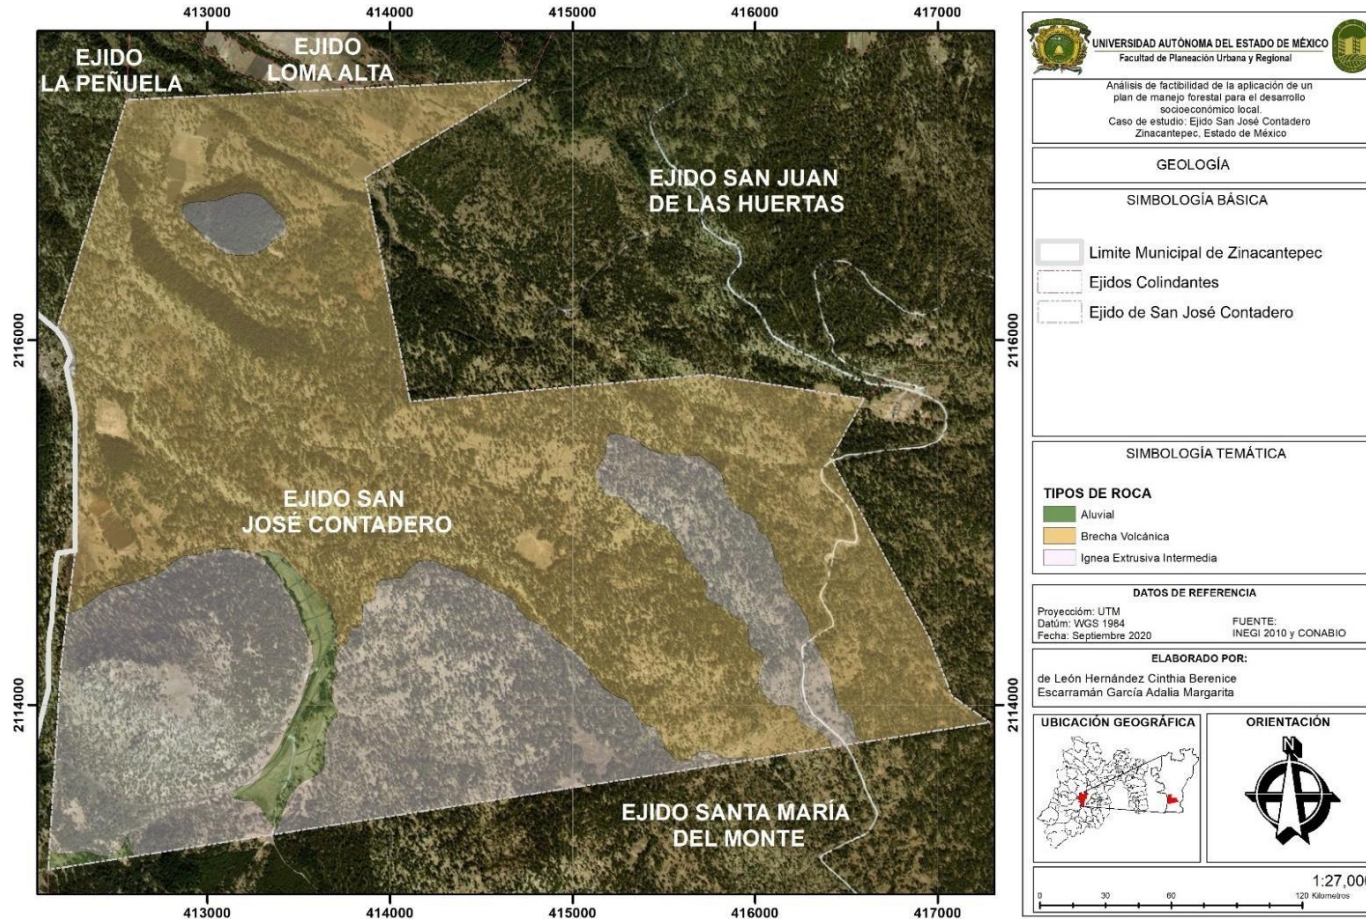 413000
414000
415000
416000
417000
EJIDO
LA PEÑUELA
EJIDO
LOMA ALTA
EJIDO SAN JUAN
DE LAS HUERTAS
2116000
2116000
EJIDO SAN
JOSÉ CONTADERO
2114000
2114000
EJIDO SANTA MARÍA
DEL MONTE
413000
414000
415000
416000
417000
UNIVERSIDAD AUTÓNOMA DEL ESTADO DE MÉXICO
Facultad de Planeación Urbana y Regional
Análisis de factibilidad de la aplicación de un
plan de manejo forestal para el desarrollo
socioeconómico local.
Caso de estudio: Ejido San José Contadero
Zinacantepec, Estado de México
GEOLOGÍA
SIMBOLOGÍA BÁSICA
Limite Municipal de Zinacantepec
Ejidos Colindantes
Ejido de San José Contadero
SIMBOLOGÍA TEMÁTICA
TIPOS DE ROCA
Aluvial
Brecha Volcánica
Ignea Extrusiva Intermedia
DATOS DE REFERENCIA
Proyección: UTM
Datúm: WGS 1984
Fecha: Septiembre 2020
FUENTE:
INEGI 2010 y CONABIO
ELABORADO POR:
de León Hernández Cinthia Berenice
Escarramán García Adalia Margarita
UBICACIÓN GEOGRÁFICA
ORIENTACIÓN
N
1:27,000
0 30 60 120 Kilometros